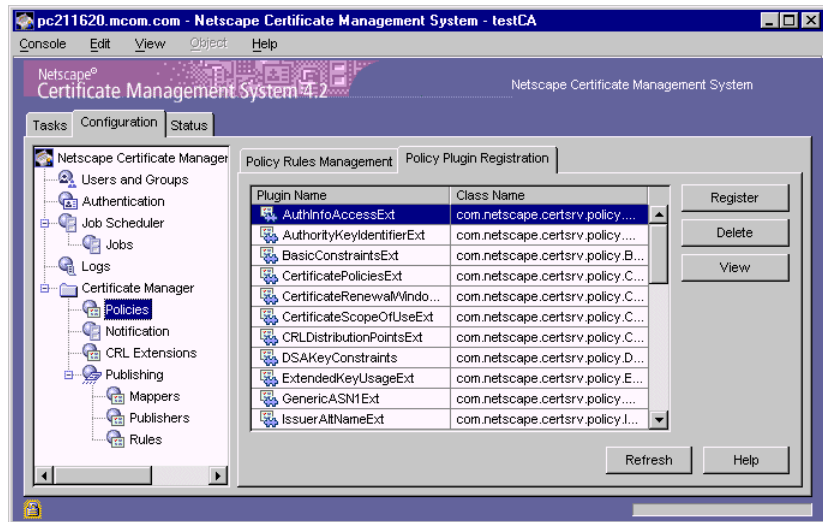 pc211620.mcom.com - Netscape Certificate Management System - testCA
Console Edit View Object Help
Netscape®
Certificate Management System 4.2
Netscape Certificate Management System
Tasks Configuration Status
Netscape Certificate Manager
Users and Groups
Authentication
Job Scheduler
Jobs
Logs
Certificate Manager
Policies
Notification
CRL Extensions
Publishing
Mappers
Publishers
Rules
Policy Rules Management Policy Plugin Registration
Plugin Name Class Name
AuthInfoAccessExt com.netscape.certsrv.policy....
AuthorityKeyIdentifierExt com.netscape.certsrv.policy....
BasicConstraintsExt com.netscape.certsrv.policy.B...
CertificatePoliciesExt com.netscape.certsrv.policy.C...
CertificateRenewalWindo... com.netscape.certsrv.policy.C...
CertificateScopeOfUseExt com.netscape.certsrv.policy.C...
CRLDistributionPointsExt com.netscape.certsrv.policy.C...
DSAKeyConstraints com.netscape.certsrv.policy.D...
ExtendedKeyUsageExt com.netscape.certsrv.policy.E...
GenericASN1Ext com.netscape.certsrv.policy....
IssuerAltNameExt com.netscape.certsrv.policy.I...
Register
Delete
View
Refresh Help